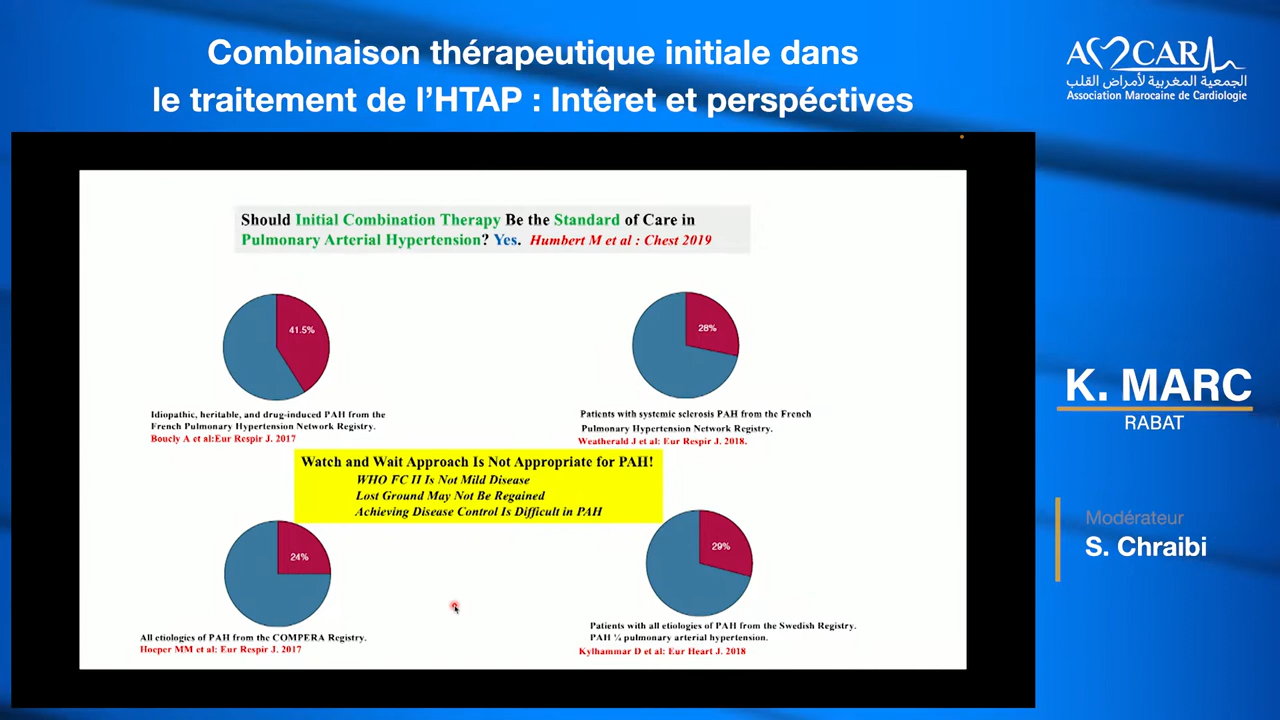 Combinaison thérapeutique initiale dans
le traitement de l'HTAP : Intêret et perspéctives
AM2CAR
الجمعية المغربية لأمراض القلب
Association Marocaine de Cardiologie
Should Initial Combination Therapy Be the Standard of Care in
Pulmonary Arterial Hypertension? Yes. Humbert M et al : Chest 2019
41.5%
Idiopathic, heritable, and drug-induced PAH from the
French Pulmonary Hypertension Network Registry.
Boucly A et al:Eur Respir J. 2017
28%
Patients with systemic sclerosis PAH from the French
Pulmonary Hypertension Network Registry.
Weatherald J et al: Eur Respir J. 2018.
Watch and Wait Approach Is Not Appropriate for PAH!
WHO FC II Is Not Mild Disease
Lost Ground May Not Be Regained
Achieving Disease Control Is Difficult in PAH
24%
All etiologies of PAH from the COMPERA Registry.
Hoeper MM et al: Eur Respir J. 2017
29%
Patients with all etiologies of PAH from the Swedish Registry.
PAH ¼ pulmonary arterial hypertension.
Kylhammar D et al: Eur Heart J. 2018
K. MARC
RABAT
Modérateur
S. Chraibi